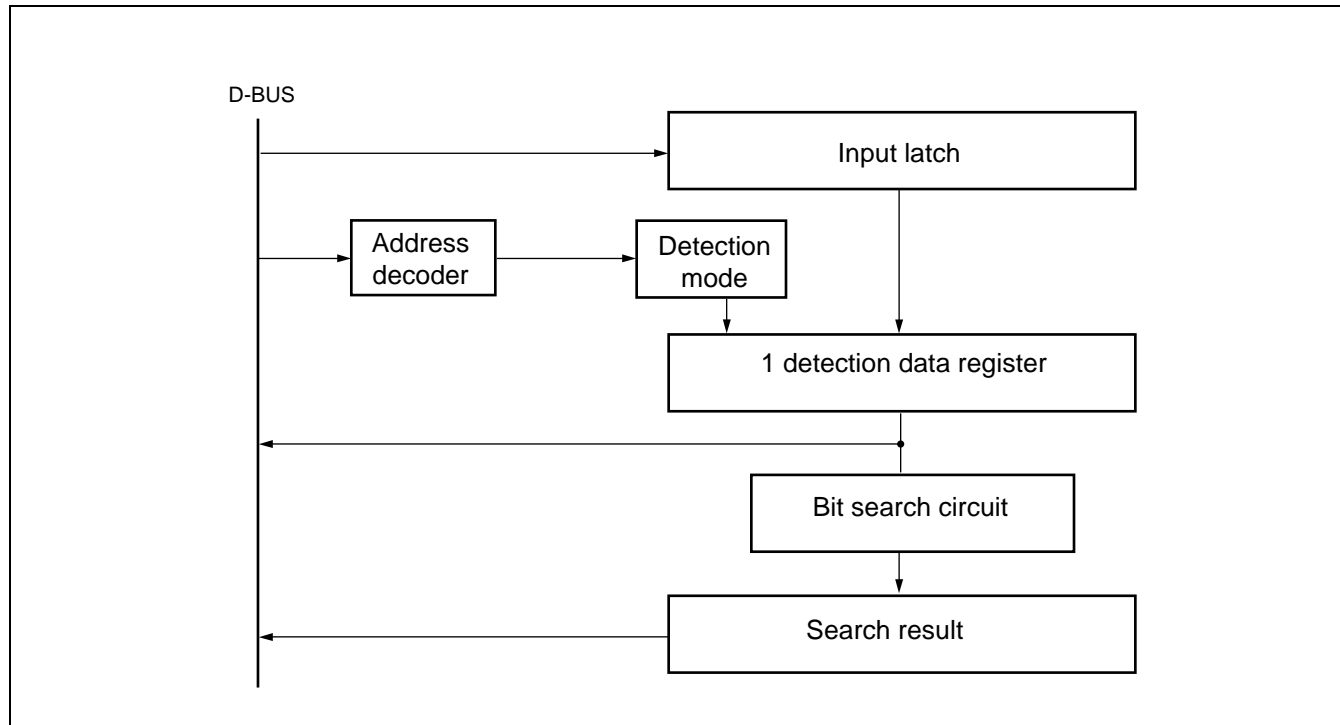 D-BUS
Input latch
Address
decoder
Detection
mode
1 detection data register
Bit search circuit
Search result